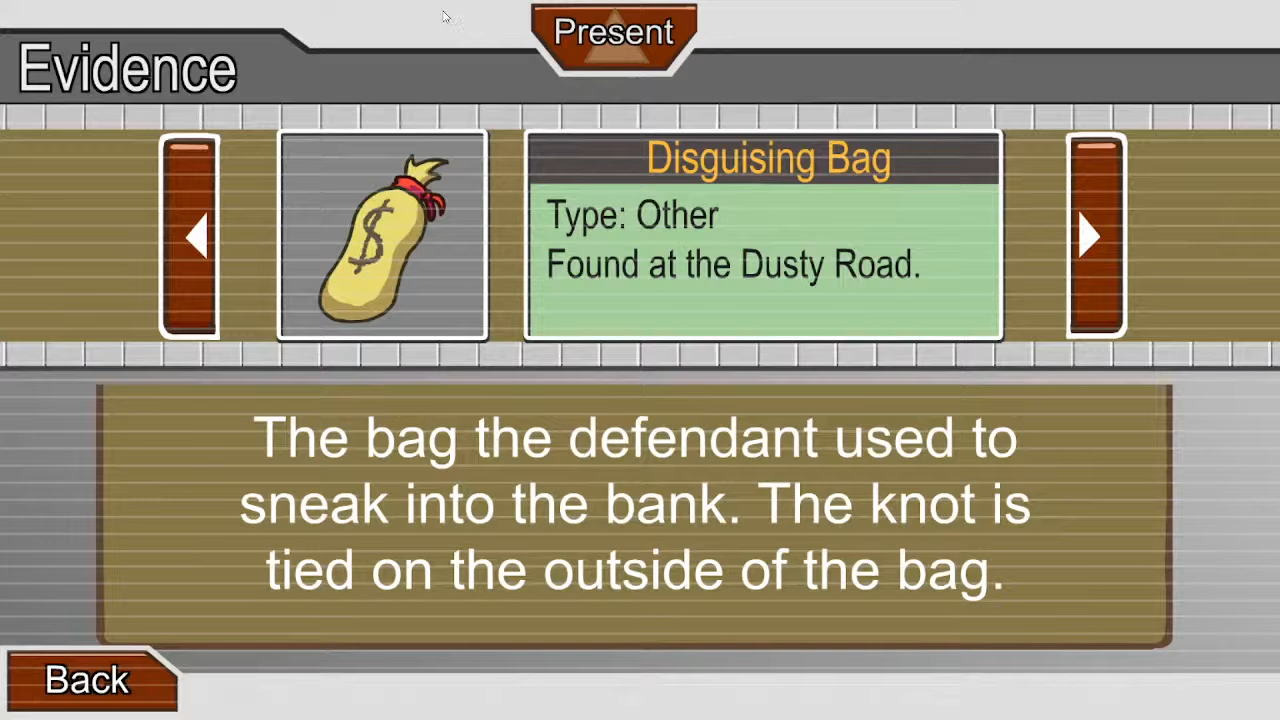 Present
Evidence
Disguising Bag
Type: Other
Found at the Dusty Road.
$
The bag the defendant used to
sneak into the bank. The knot is
tied on the outside of the bag.
Back